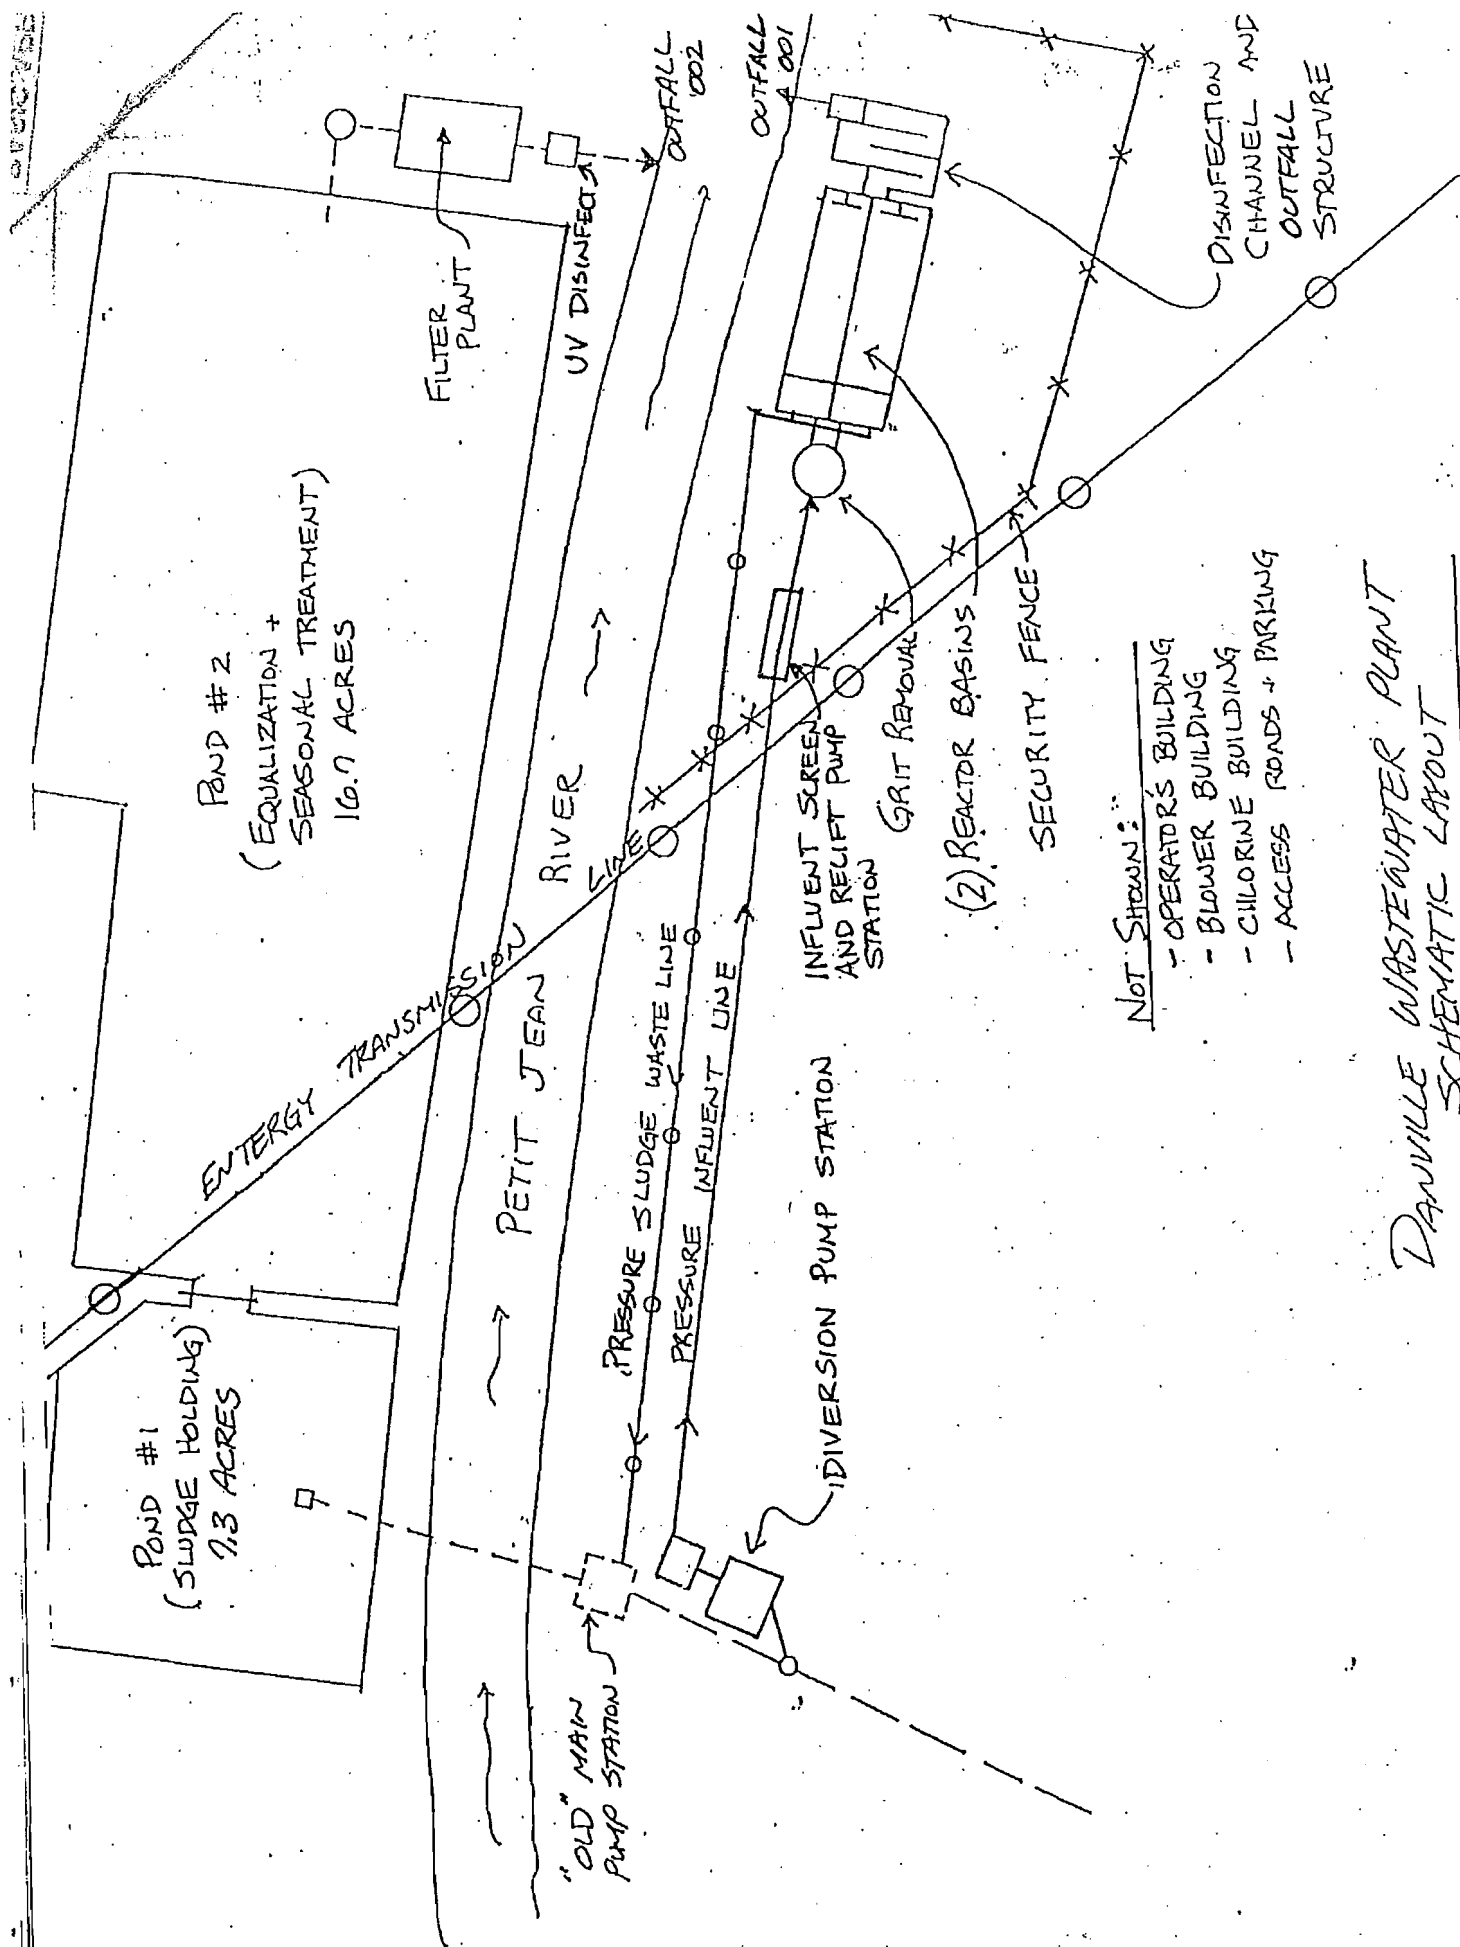 POND #1
(SLUDGE HOLDING)
7.3 ACRES
POND #2
(EQUALIZATION +
SEASONAL TREATMENT)
16.7 ACRES
ENTERGY TRANSMISSION LINE
FILTER
PLANT
UV DISINFECT
OUTFALL
002
PETIT JEAN RIVER
OUTFALL
001
"OLD" MAIN
PUMP STATION
PRESSURE SLUDGE WASTE LINE
PRESSURE INFLUENT LINE
DIVERSION PUMP STATION
INFLUENT SCREEN
AND RELIFT PUMP
STATION
GRIT REMOVAL
(2) REACTOR BASINS
SECURITY FENCE
DISINFECTION
CHANNEL AND
OUTFALL
STRUCTURE
NOT SHOWN:
- OPERATOR'S BUILDING
- BLOWER BUILDING
- CHLORINE BUILDING
- ACCESS ROADS + PARKING
DANVILLE WASTEWATER PLANT
SCHEMATIC LAYOUT